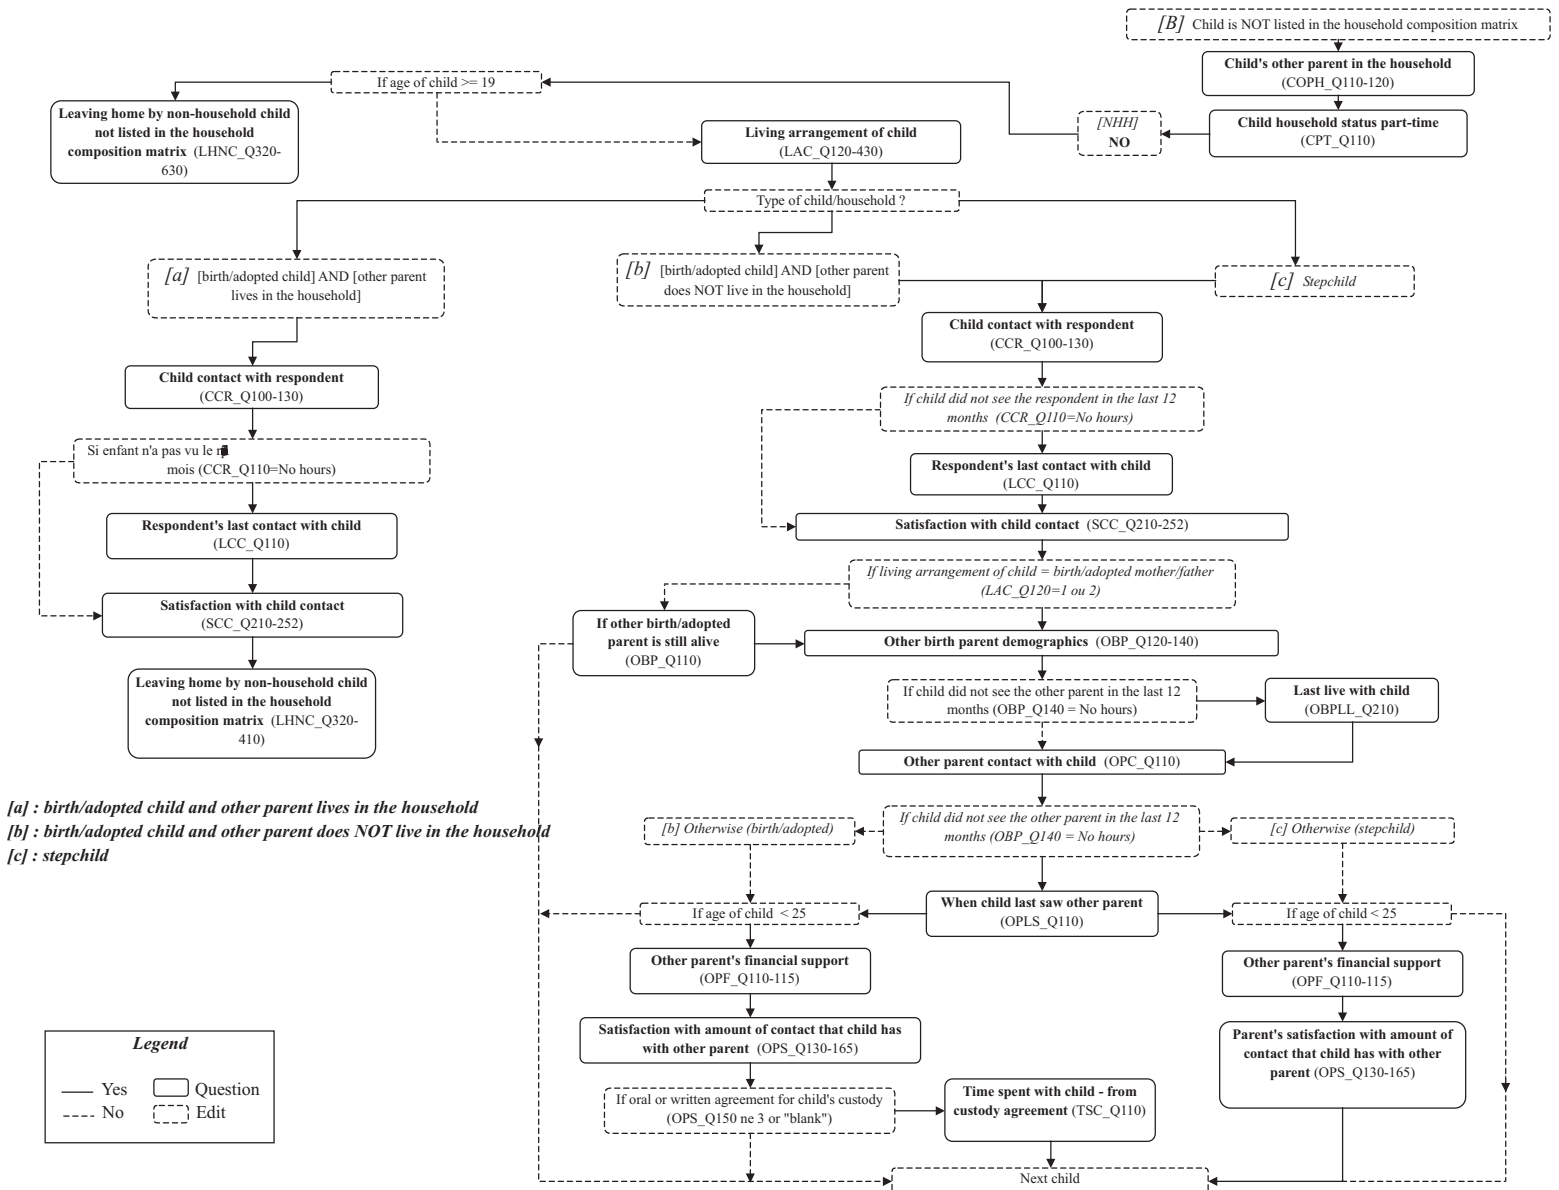 [B] Child is NOT listed in the household composition matrix
Child's other parent in the household
(COPH_Q110-120)
If age of child >= 19
Leaving home by non-household child
not listed in the household
composition matrix (LHNC_Q320-
630)
Living arrangement of child
(LAC_Q120-430)
[NHH]
NO
Child household status part-time
(CPT_Q110)
Type of child/household ?
[a] [birth/adopted child] AND [other parent
lives in the household]
[b] [birth/adopted child] AND [other parent
does NOT live in the household]
[c] Stepchild
Child contact with respondent
(CCR_Q100-130)
Si enfant n'a pas vu le
mois (CCR_Q110=No hours)
Respondent's last contact with child
(LCC_Q110)
Satisfaction with child contact
(SCC_Q210-252)
Leaving home by non-household child
not listed in the household
composition matrix (LHNC_Q320-
410)
Child contact with respondent
(CCR_Q100-130)
If child did not see the respondent in the last 12
months (CCR_Q110=No hours)
Respondent's last contact with child
(LCC_Q110)
Satisfaction with child contact (SCC_Q210-252)
If living arrangement of child = birth/adopted mother/father
(LAC_Q120=1 ou 2)
If other birth/adopted
parent is still alive
(OBP_Q110)
Other birth parent demographics (OBP_Q120-140)
If child did not see the other parent in the last 12
months (OBP_Q140 = No hours)
Last live with child
(OBPLL_Q210)
Other parent contact with child (OPC_Q110)
[a] : birth/adopted child and other parent lives in the household
[b] : birth/adopted child and other parent does NOT live in the household
[c] : stepchild
[b] Otherwise (birth/adopted)
If child did not see the other parent in the last 12
months (OBP_Q140 = No hours)
[c] Otherwise (stepchild)
If age of child < 25
When child last saw other parent
(OPLS_Q110)
If age of child < 25
Other parent's financial support
(OPF_Q110-115)
Other parent's financial support
(OPF_Q110-115)
Satisfaction with amount of contact that child has
with other parent (OPS_Q130-165)
Parent's satisfaction with amount of
contact that child has with other
parent (OPS_Q130-165)
If oral or written agreement for child's custody
(OPS_Q150 ne 3 or "blank")
Time spent with child - from
custody agreement (TSC_Q110)
Next child
Legend
Yes
Question
No
Edit